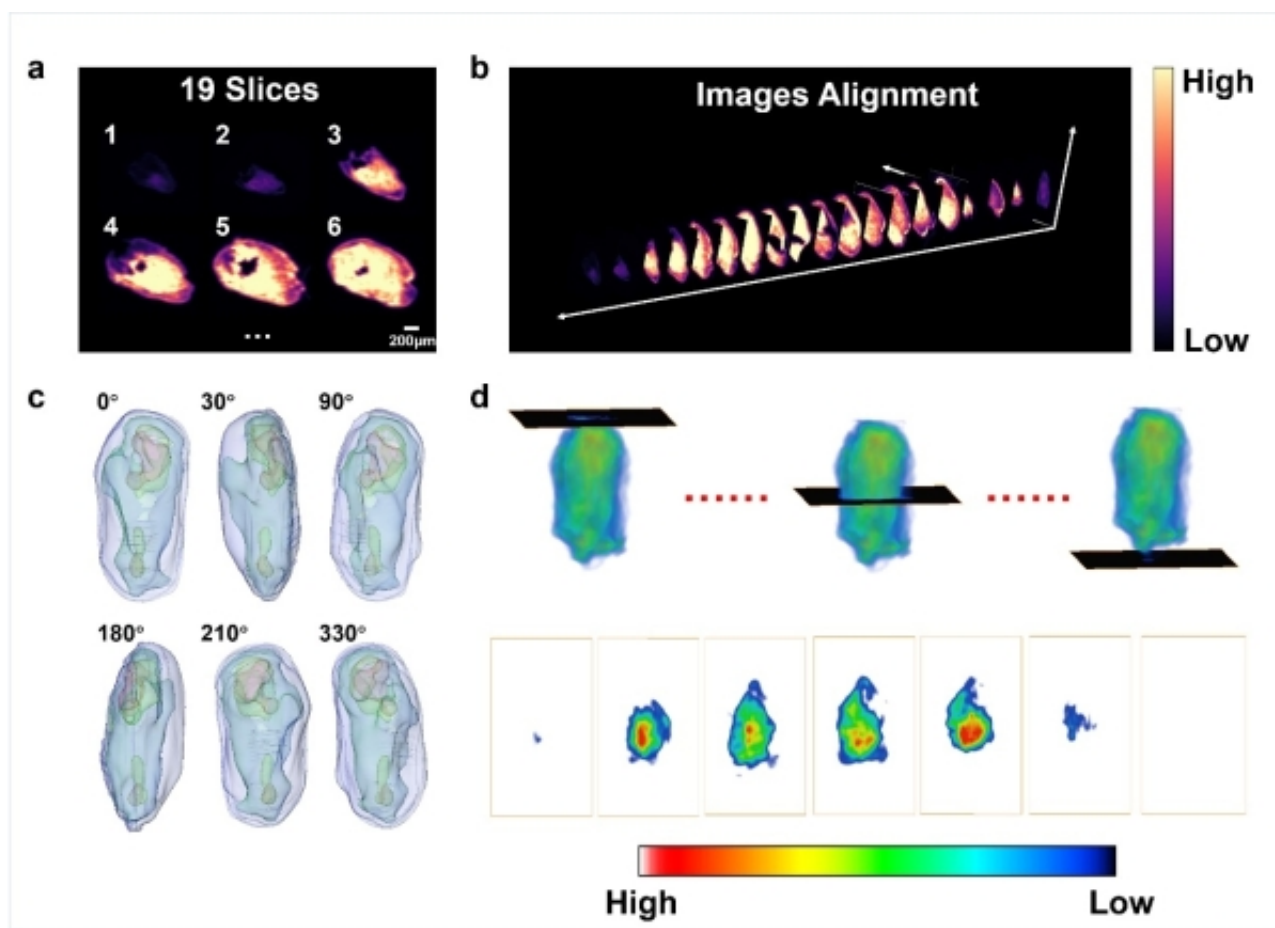 a
19 Slices
1
2
3
4
5
6
...
200μm
b
Images Alignment
High
Low
c
0°
30°
90°
180°
210°
330°
d
High
Low